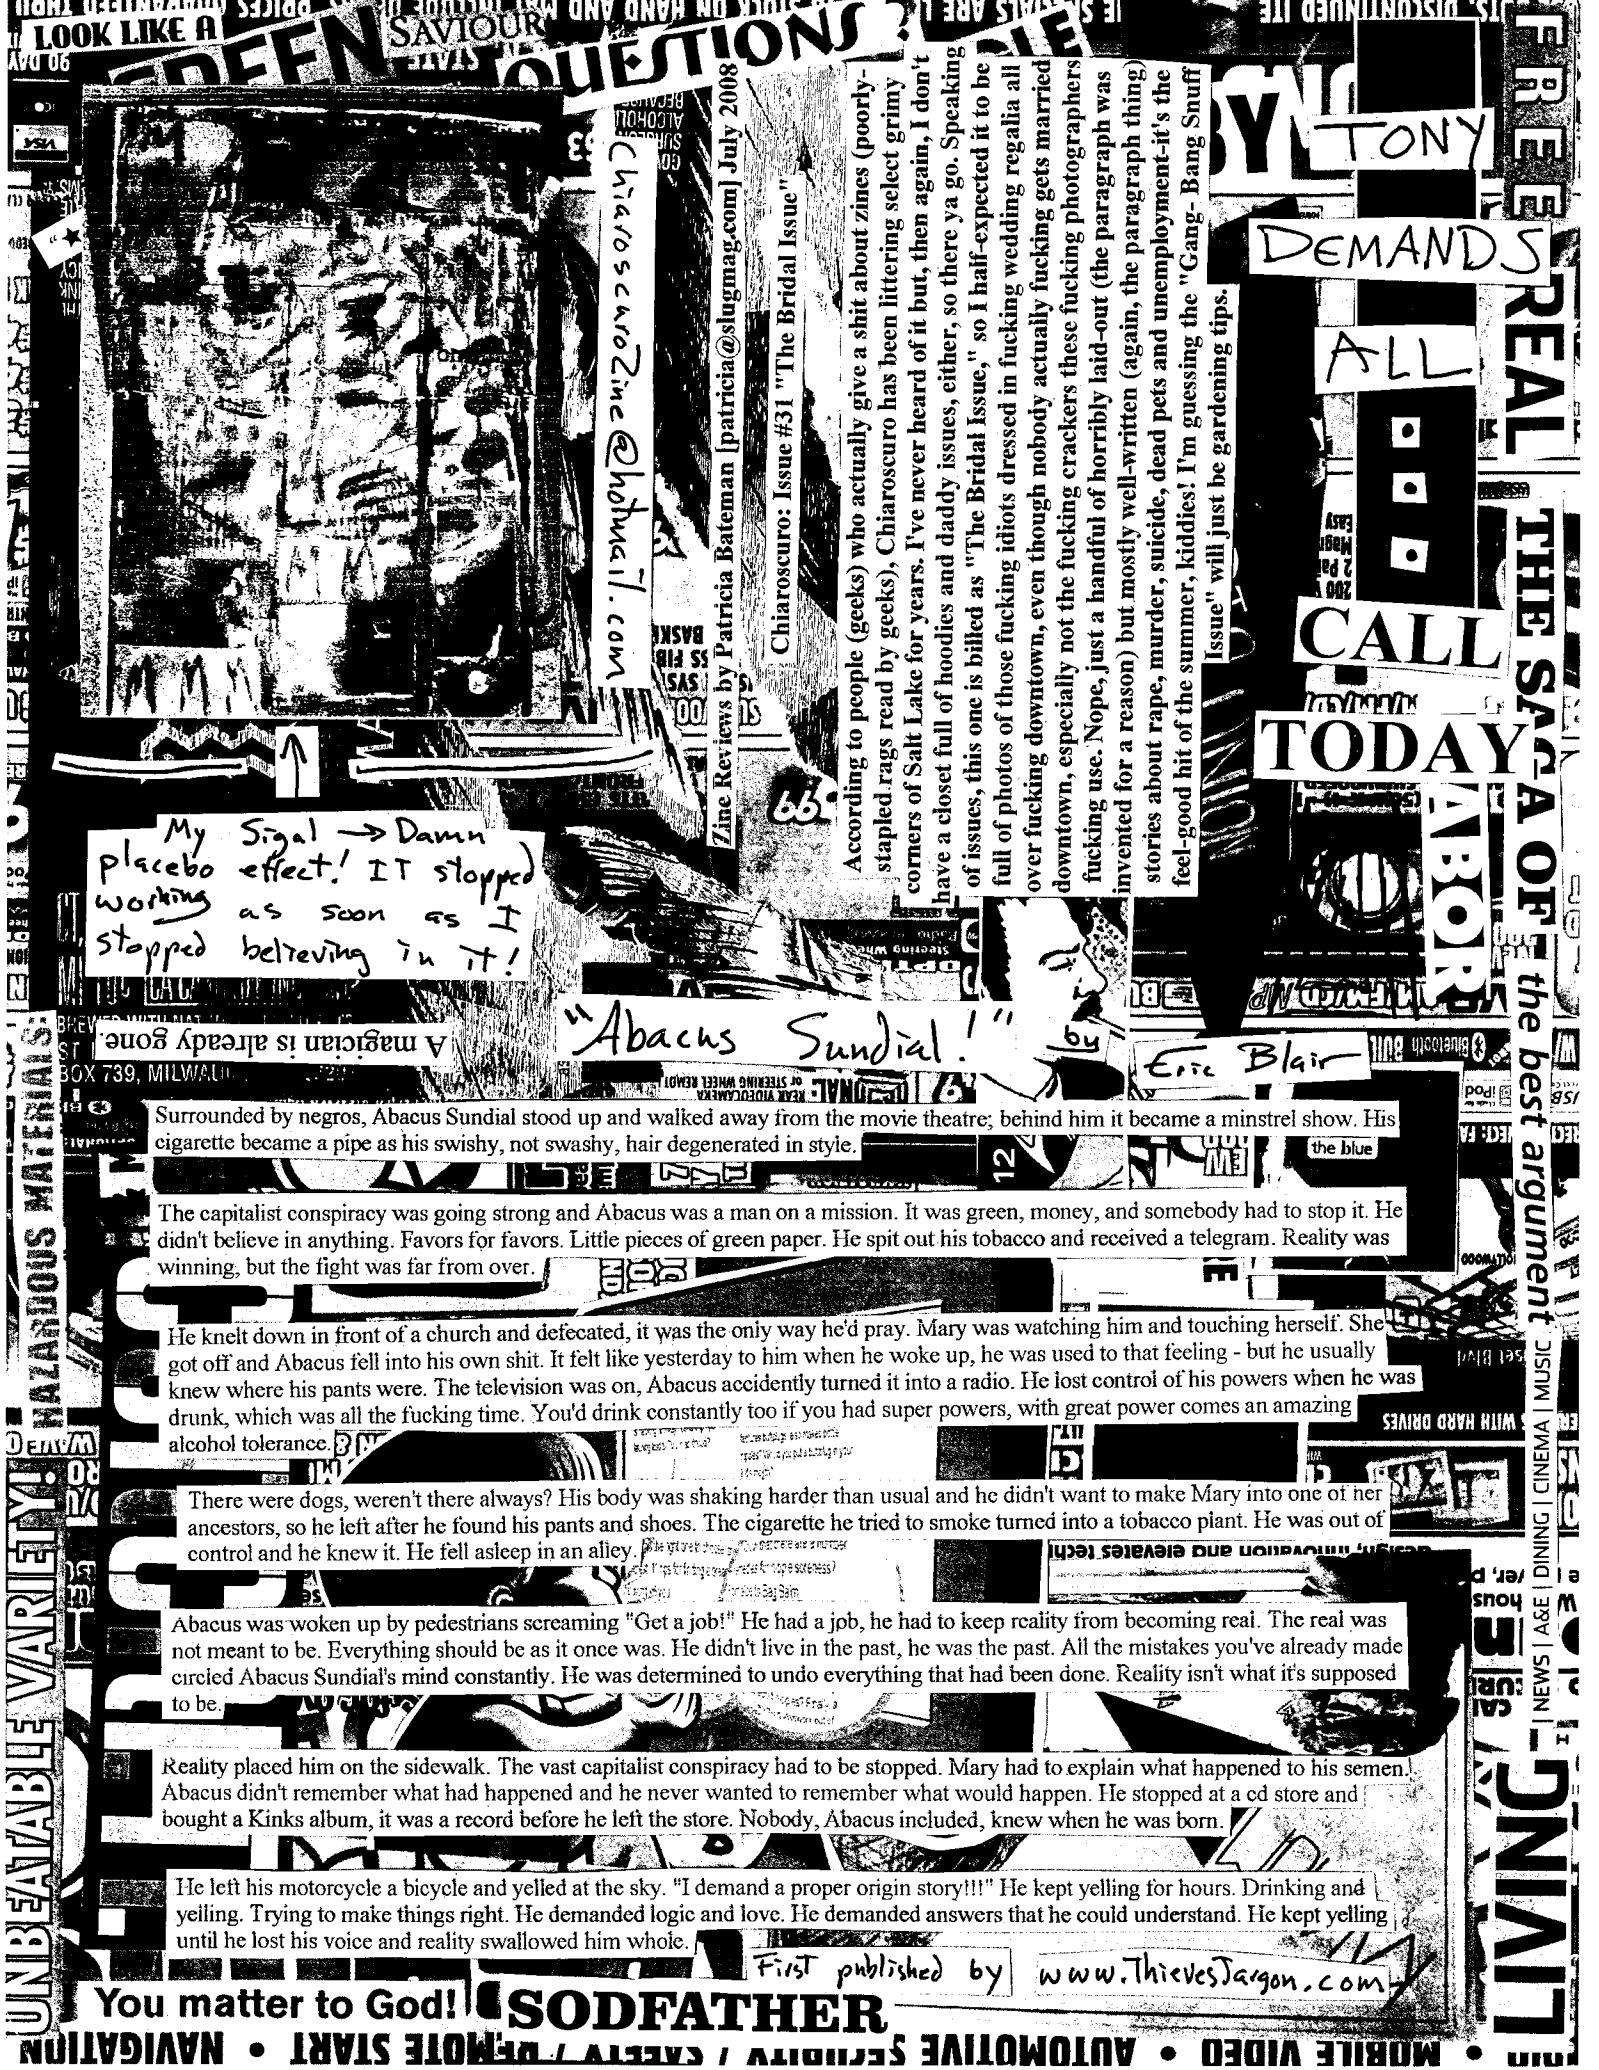 LOOK LIKE A
SAVIOUR
STATE
QUESTIONS?
FREE
REAL
TONY
DEMANDS
ALL
CALL
TODAY
LABOR
THE SAGA OF
the best argument
| NEWS | A&E | DINING | CINEMA | MUSIC
LIVING
ChiaroscuroZine@hotmail.com
Zine Reviews by Patricia Bateman [patricia@slugmag.com] July 2008
Chiaroscuro: Issue #31 "The Bridal Issue"
According to people (geeks) who actually give a shit about zines (poorly-
stapled rags read by geeks), Chiaroscuro has been littering select grimy
corners of Salt Lake for years. I've never heard of it but, then again, I don't
have a closet full of hoodies and daddy issues, either, so there ya go. Speaking
of issues, this one is billed as "The Bridal Issue," so I half-expected it to be
full of photos of those fucking idiots dressed in fucking wedding regalia all
over fucking downtown, even though nobody actually fucking gets married
downtown, especially not the fucking crackers these fucking photographers
fucking use. Nope, just a handful of horribly laid-out (the paragraph was
invented for a reason) but mostly well-written (again, the paragraph thing)
stories about rape, murder, suicide, dead pets and unemployment-it's the
feel-good hit of the summer, kiddies! I'm guessing the "Gang- Bang Snuff
Issue" will just be gardening tips.
My Sigal → Damn
placebo effect! IT stopped
working as soon as I
stopped believing in it!
A magician is already gone.
BOX 739,
"Abacus Sundial!"
by
Eric Blair
Surrounded by negros, Abacus Sundial stood up and walked away from the movie theatre; behind him it became a minstrel show. His
cigarette became a pipe as his swishy, not swashy, hair degenerated in style.
the blue
The capitalist conspiracy was going strong and Abacus was a man on a mission. It was green, money, and somebody had to stop it. He
didn't believe in anything. Favors for favors. Little pieces of green paper. He spit out his tobacco and received a telegram. Reality was
winning, but the fight was far from over.
He knelt down in front of a church and defecated, it was the only way he'd pray. Mary was watching him and touching herself. She
got off and Abacus fell into his own shit. It felt like yesterday to him when he woke up, he was used to that feeling - but he usually
knew where his pants were. The television was on, Abacus accidently turned it into a radio. He lost control of his powers when he was
drunk, which was all the fucking time. You'd drink constantly too if you had super powers, with great power comes an amazing
alcohol tolerance.
There were dogs, weren't there always? His body was shaking harder than usual and he didn't want to make Mary into one of her
ancestors, so he left after he found his pants and shoes. The cigarette he tried to smoke turned into a tobacco plant. He was out of
control and he knew it. He fell asleep in an alley.
Abacus was woken up by pedestrians screaming "Get a job!" He had a job, he had to keep reality from becoming real. The real was
not meant to be. Everything should be as it once was. He didn't live in the past, he was the past. All the mistakes you've already made
circled Abacus Sundial's mind constantly. He was determined to undo everything that had been done. Reality isn't what it's supposed
to be.
Reality placed him on the sidewalk. The vast capitalist conspiracy had to be stopped. Mary had to explain what happened to his semen.
Abacus didn't remember what had happened and he never wanted to remember what would happen. He stopped at a cd store and
bought a Kinks album, it was a record before he left the store. Nobody, Abacus included, knew when he was born.
He left his motorcycle a bicycle and yelled at the sky. "I demand a proper origin story!!!" He kept yelling for hours. Drinking and
yelling. Trying to make things right. He demanded logic and love. He demanded answers that he could understand. He kept yelling
until he lost his voice and reality swallowed him whole.
First published by www.ThievesJargon.com
HAZARDOUS MATERIALS:
UNBEATABLE VARIETY!
You matter to God!
SODFATHER
MOBILE VIDEO • AUTOMOTIVE SECURITY / SAFETY / REMOTE START • NAVIGATION